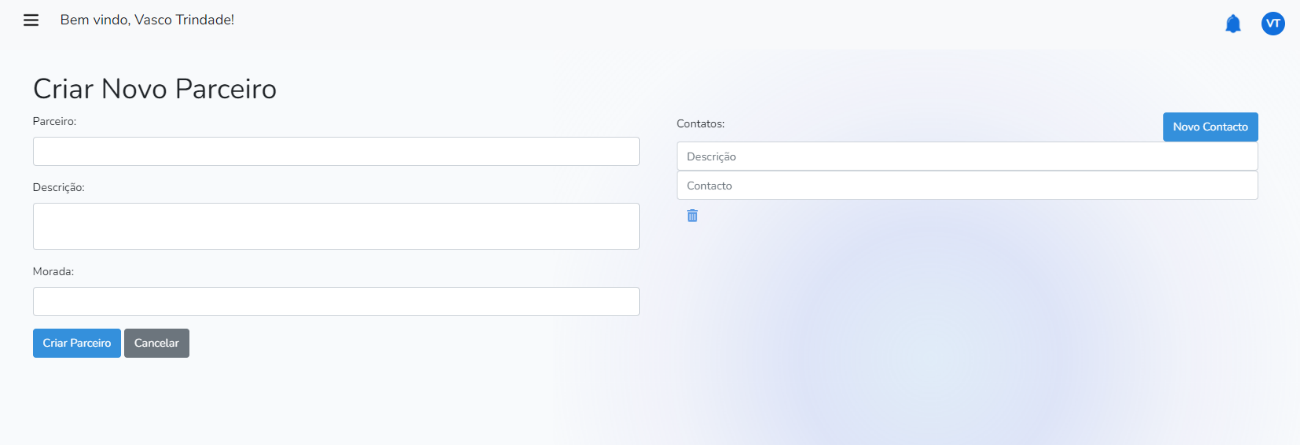 Bem vindo, Vasco Trindade!
VT
Criar Novo Parceiro
Parceiro:
Descrição:
Morada:
Criar Parceiro Cancelar
Contatos:
Novo Contacto
Descrição
Contacto